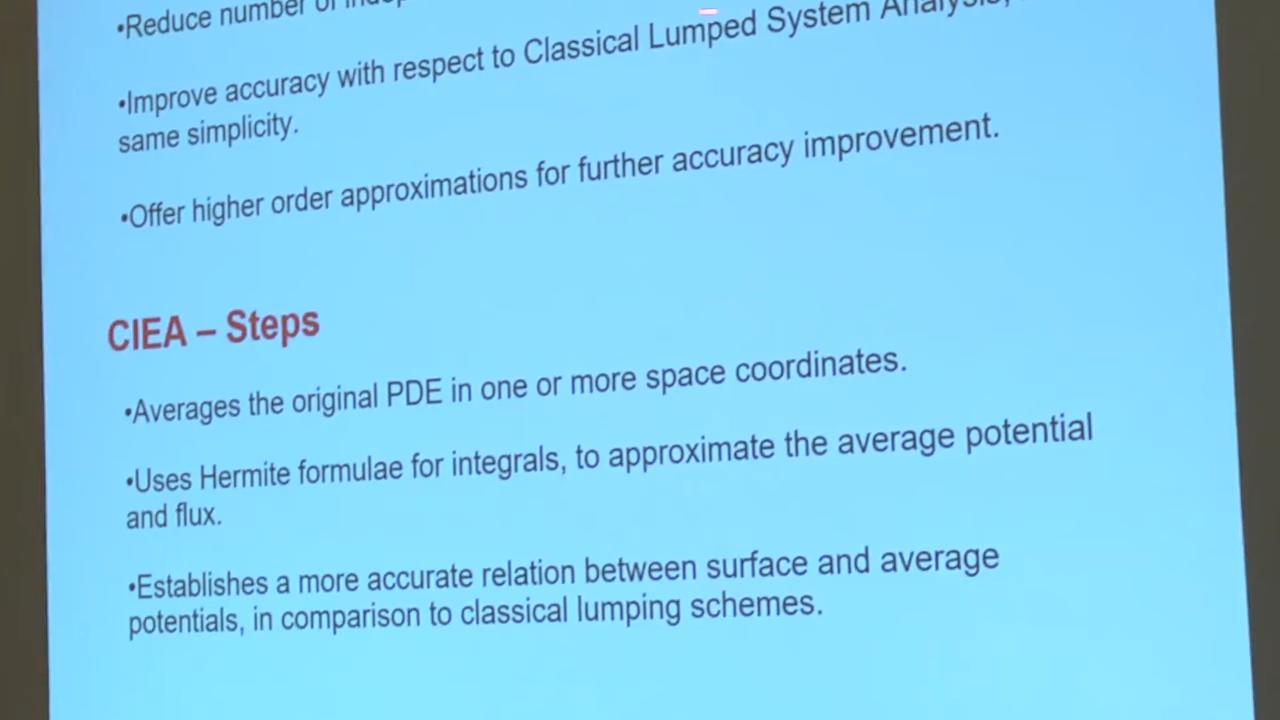 •Reduce number of
•Improve accuracy with respect to Classical Lumped System Analysis,
same simplicity.
•Offer higher order approximations for further accuracy improvement.
CIEA – Steps
•Averages the original PDE in one or more space coordinates.
•Uses Hermite formulae for integrals, to approximate the average potential
and flux.
•Establishes a more accurate relation between surface and average
potentials, in comparison to classical lumping schemes.